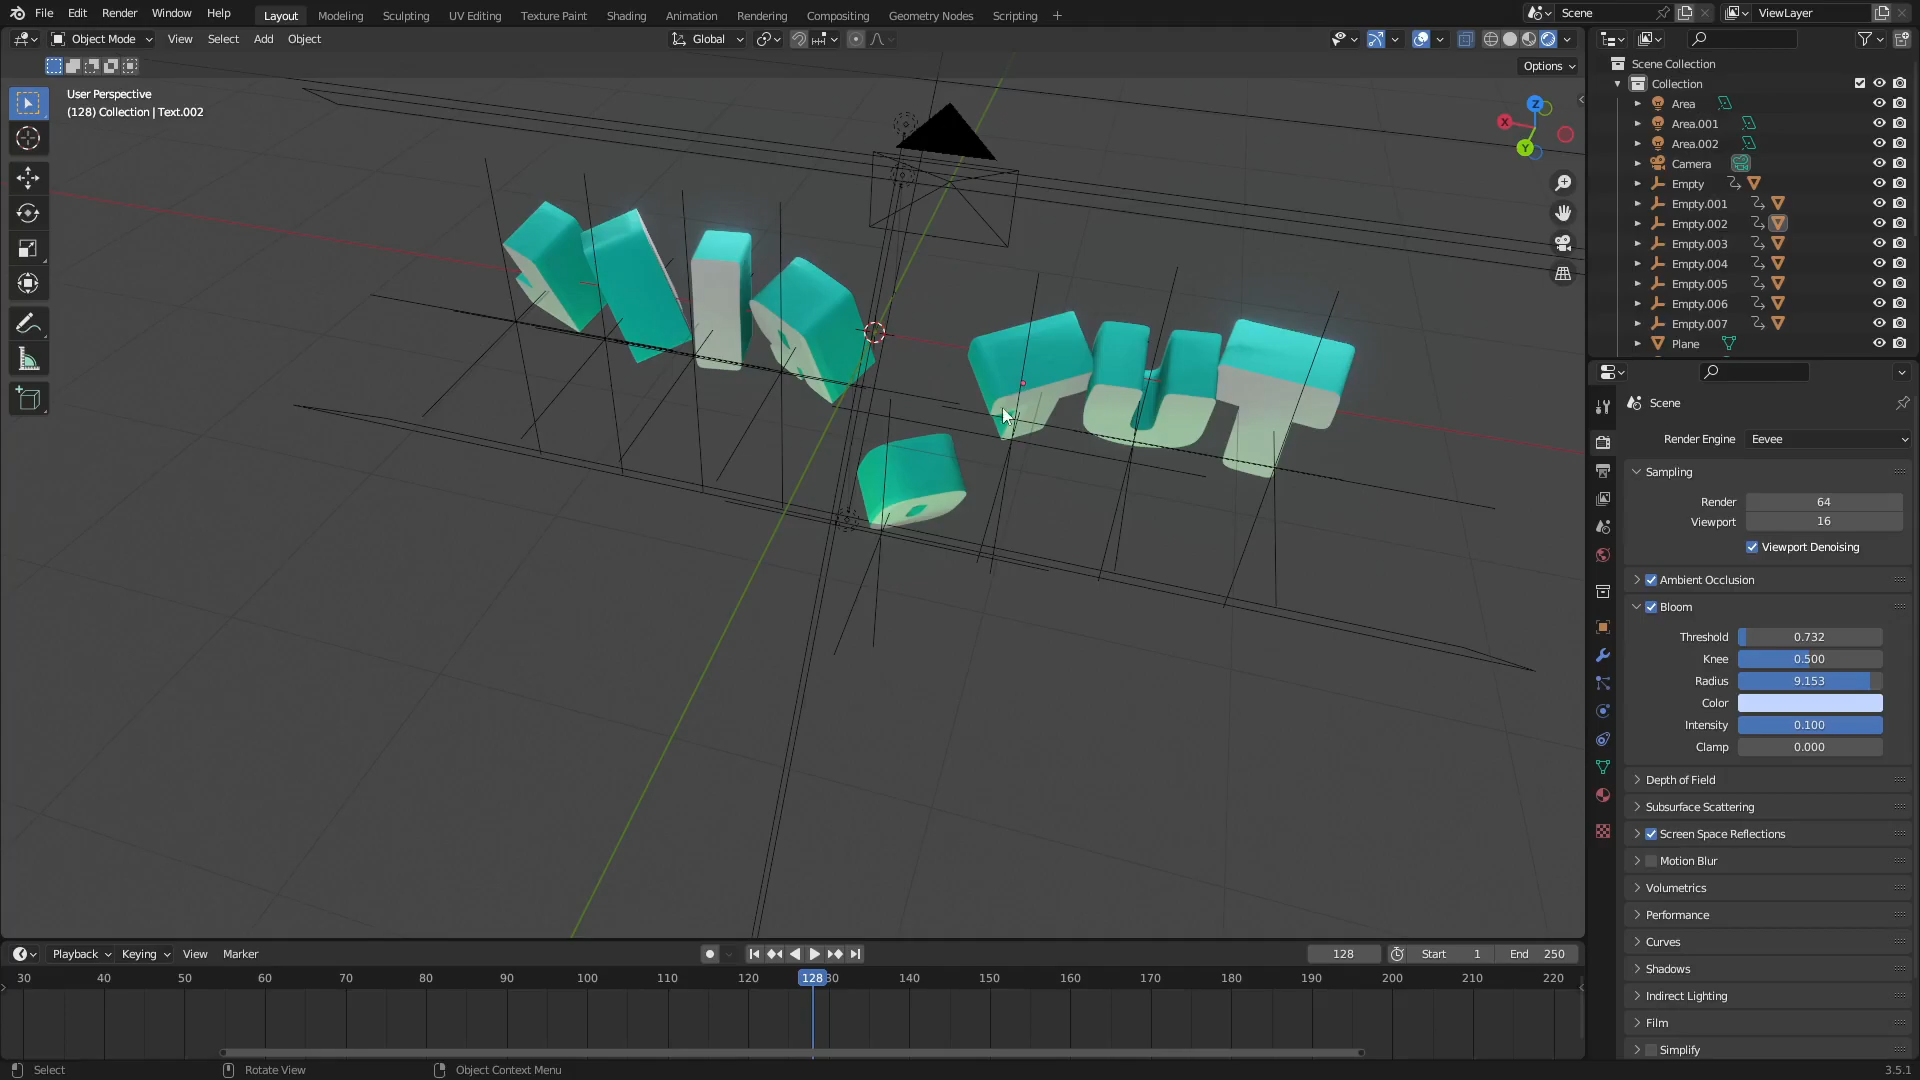 File Edit Render Window Help Layout Modeling Sculpting UV Editing Texture Paint Shading Animation Rendering Compositing Geometry Nodes Scripting + Scene ViewLayer
Object Mode View Select Add Object Global
Options
User Perspective
(128) Collection | Text.002
X
Y
Z
Scene Collection
Collection
Area
Area.001
Area.002
Camera
Empty
Empty.001
Empty.002
Empty.003
Empty.004
Empty.005
Empty.006
Empty.007
Plane
Scene
Render Engine Eevee
Sampling
Render 64
Viewport 16
Viewport Denoising
Ambient Occlusion
Bloom
Threshold 0.732
Knee 0.500
Radius 9.153
Color
Intensity 0.100
Clamp 0.000
Depth of Field
Subsurface Scattering
Screen Space Reflections
Motion Blur
Volumetrics
Performance
Curves
Shadows
Indirect Lighting
Film
Simplify
Playback Keying View Marker 128 Start 1 End 250
30 40 50 60 70 80 90 100 110 120 128 30 140 150 160 170 180 190 200 210 220
Select Rotate View Object Context Menu 3.5.1